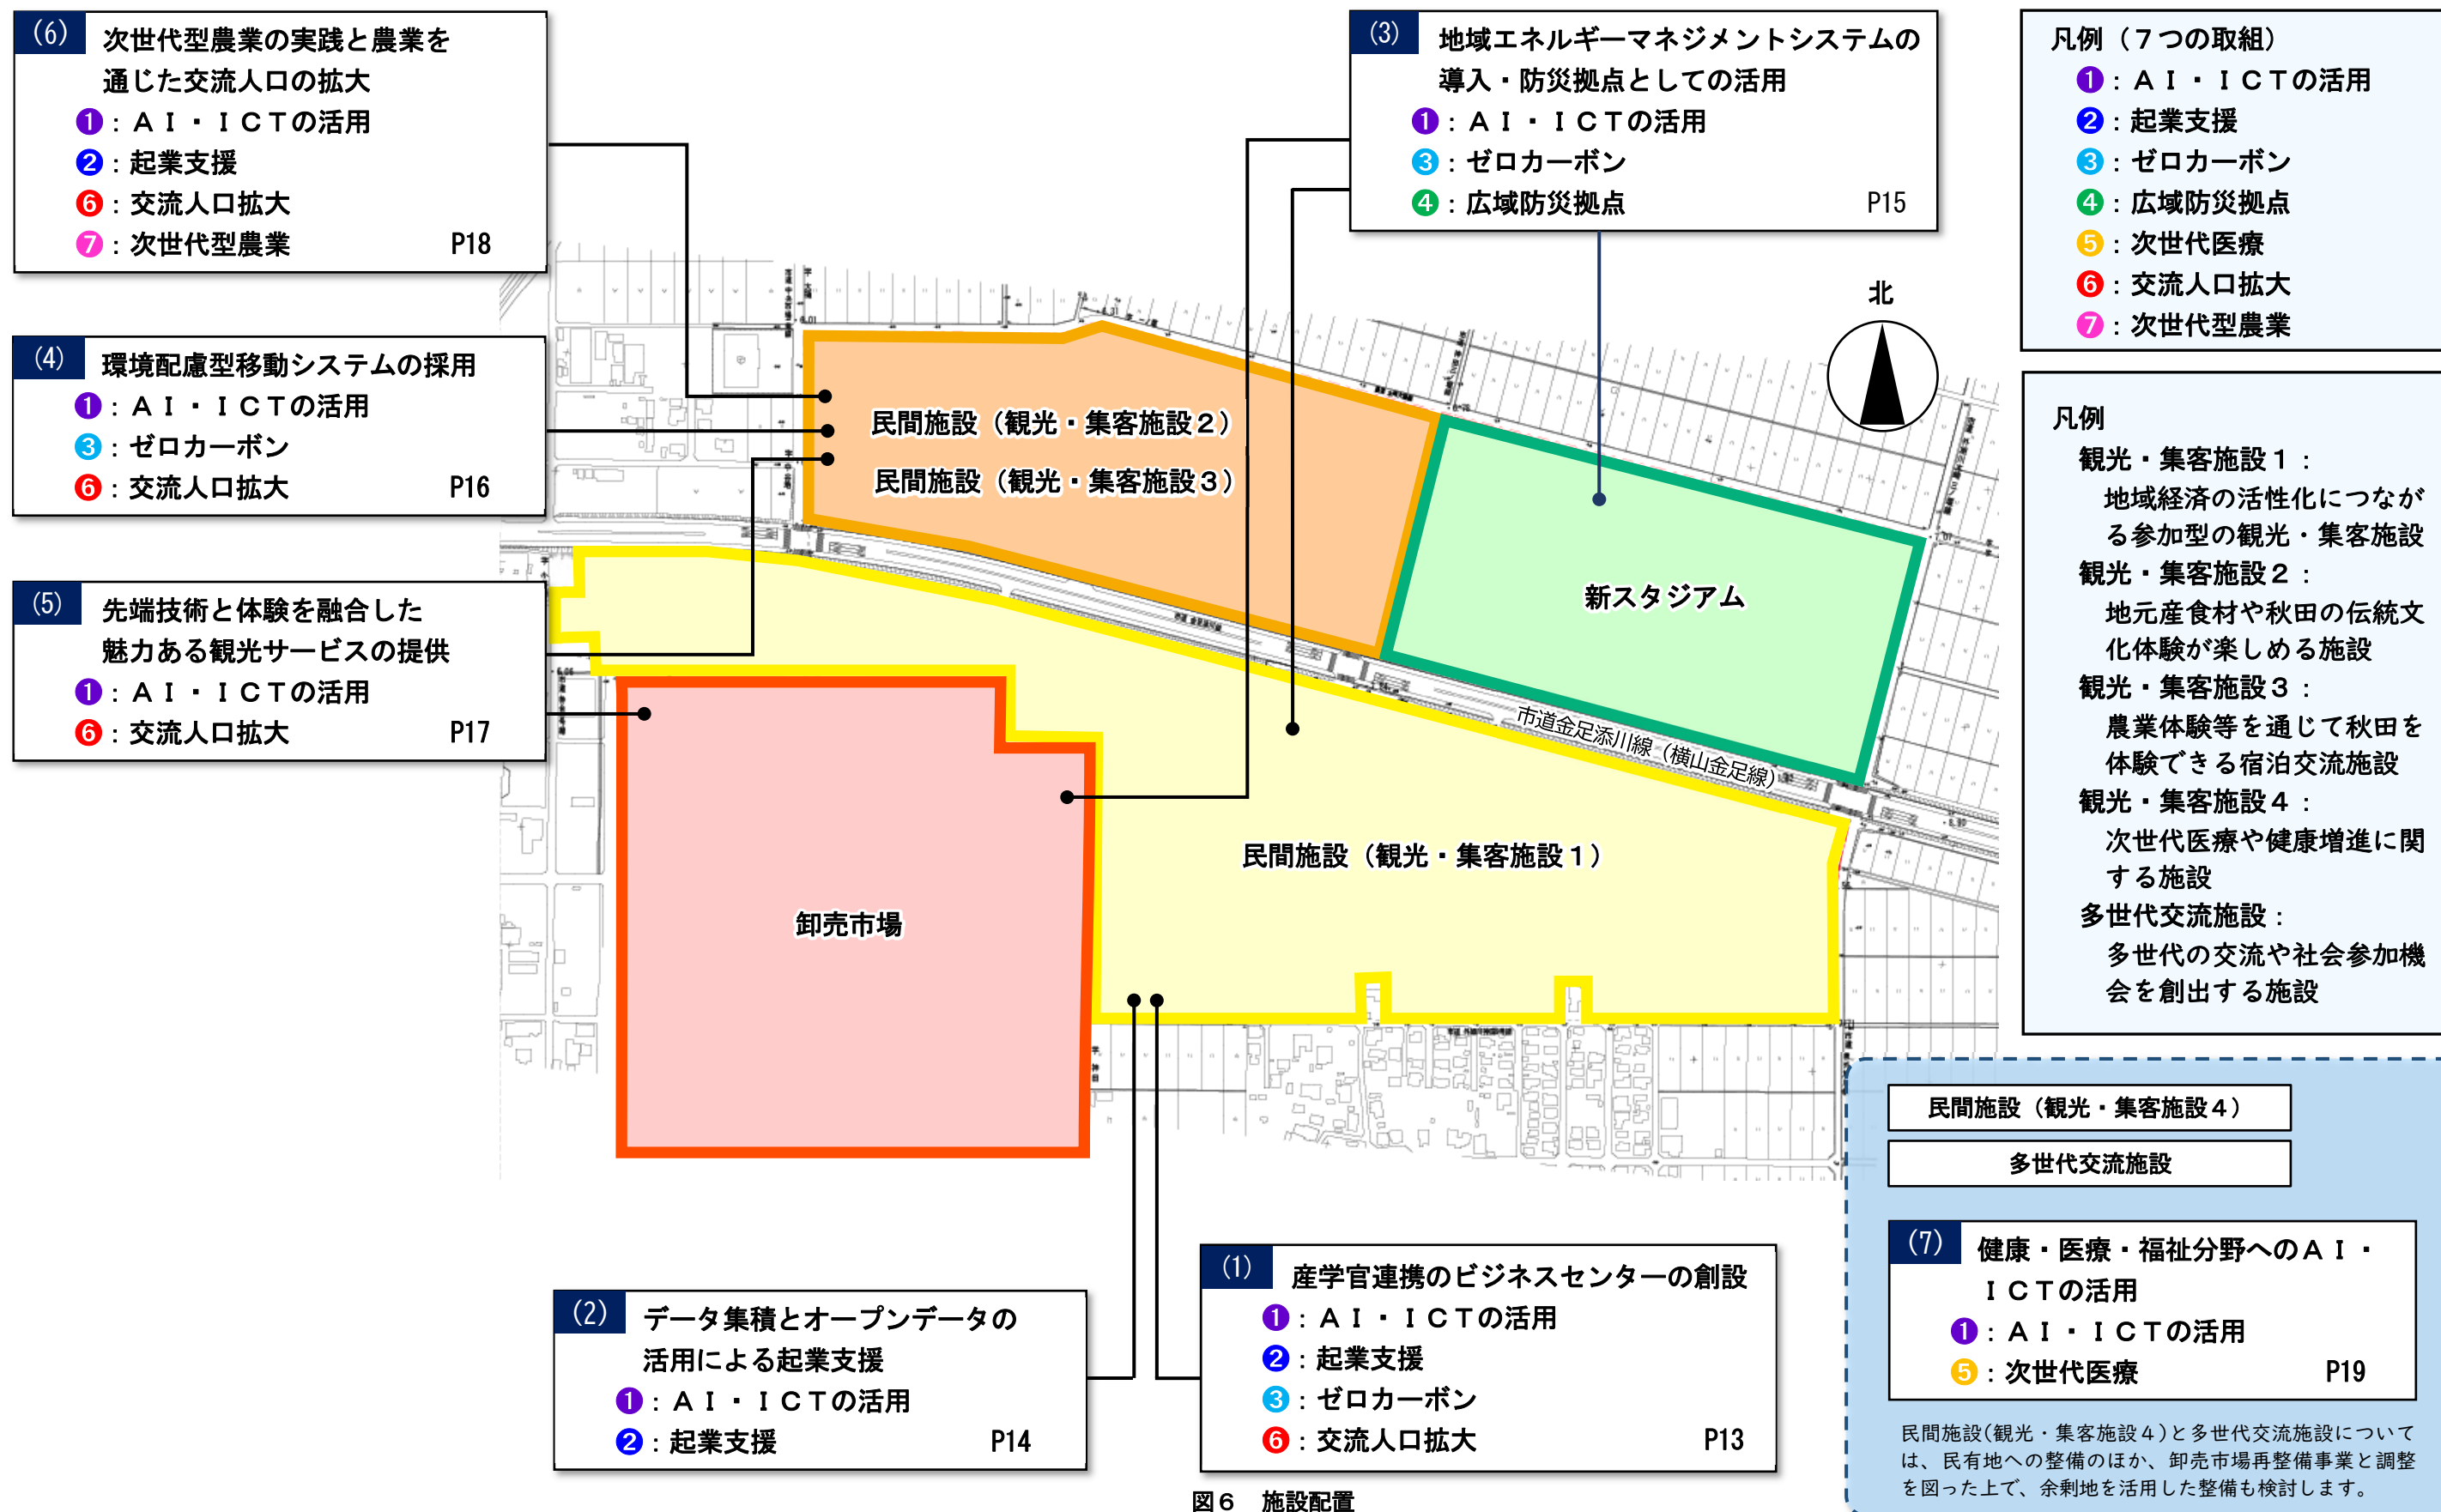 (6) 次世代型農業の実践と農業を
通じた交流人口の拡大
❶：ＡＩ・ＩＣＴの活用
❷：起業支援
❻：交流人口拡大
❼：次世代型農業 P18
(4) 環境配慮型移動システムの採用
❶：ＡＩ・ＩＣＴの活用
❸：ゼロカーボン
❻：交流人口拡大 P16
(5) 先端技術と体験を融合した
魅力ある観光サービスの提供
❶：ＡＩ・ＩＣＴの活用
❻：交流人口拡大 P17
(3) 地域エネルギーマネジメントシステムの
導入・防災拠点としての活用
❶：ＡＩ・ＩＣＴの活用
❸：ゼロカーボン
❹：広域防災拠点 P15
凡例（７つの取組）
❶：ＡＩ・ＩＣＴの活用
❷：起業支援
❸：ゼロカーボン
❹：広域防災拠点
❺：次世代医療
❻：交流人口拡大
❼：次世代型農業
北
凡例
観光・集客施設１：
地域経済の活性化につなが
る参加型の観光・集客施設
観光・集客施設２：
地元産食材や秋田の伝統文
化体験が楽しめる施設
観光・集客施設３：
農業体験等を通じて秋田を
体験できる宿泊交流施設
観光・集客施設４：
次世代医療や健康増進に関
する施設
多世代交流施設：
多世代の交流や社会参加機
会を創出する施設
民間施設（観光・集客施設２）
民間施設（観光・集客施設３）
新スタジアム
市道金足添川線（横山金足線）
民間施設（観光・集客施設１）
卸売市場
民間施設（観光・集客施設４）
多世代交流施設
(7) 健康・医療・福祉分野へのＡＩ・
ＩＣＴの活用
❶：ＡＩ・ＩＣＴの活用
❺：次世代医療 P19
民間施設(観光・集客施設４)と多世代交流施設について
は、民有地への整備のほか、卸売市場再整備事業と調整
を図った上で、余剰地を活用した整備も検討します。
(2) データ集積とオープンデータの
活用による起業支援
❶：ＡＩ・ＩＣＴの活用
❷：起業支援 P14
(1) 産学官連携のビジネスセンターの創設
❶：ＡＩ・ＩＣＴの活用
❷：起業支援
❸：ゼロカーボン
❻：交流人口拡大 P13
図６　施設配置